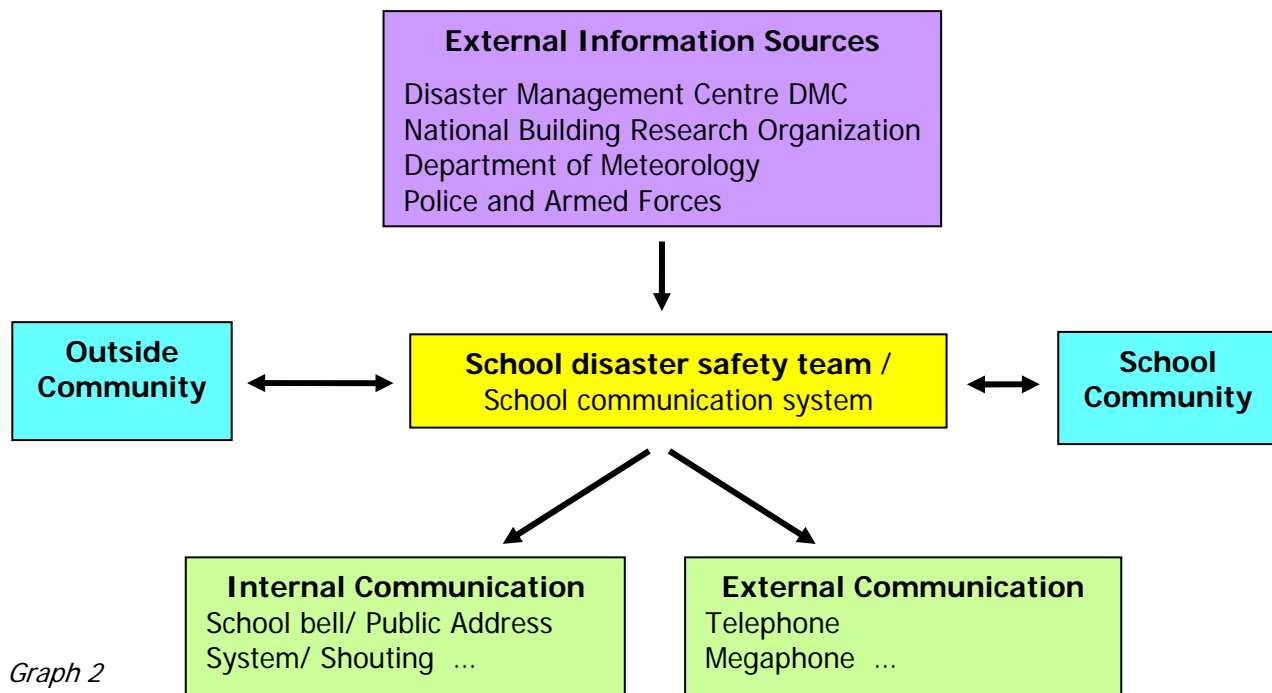 External Information Sources
Disaster Management Centre DMC
National Building Research Organization
Department of Meteorology
Police and Armed Forces
Outside
Community
School disaster safety team /
School communication system
School
Community
Internal Communication
School bell/ Public Address
System/ Shouting ...
External Communication
Telephone
Megaphone ...
Graph 2